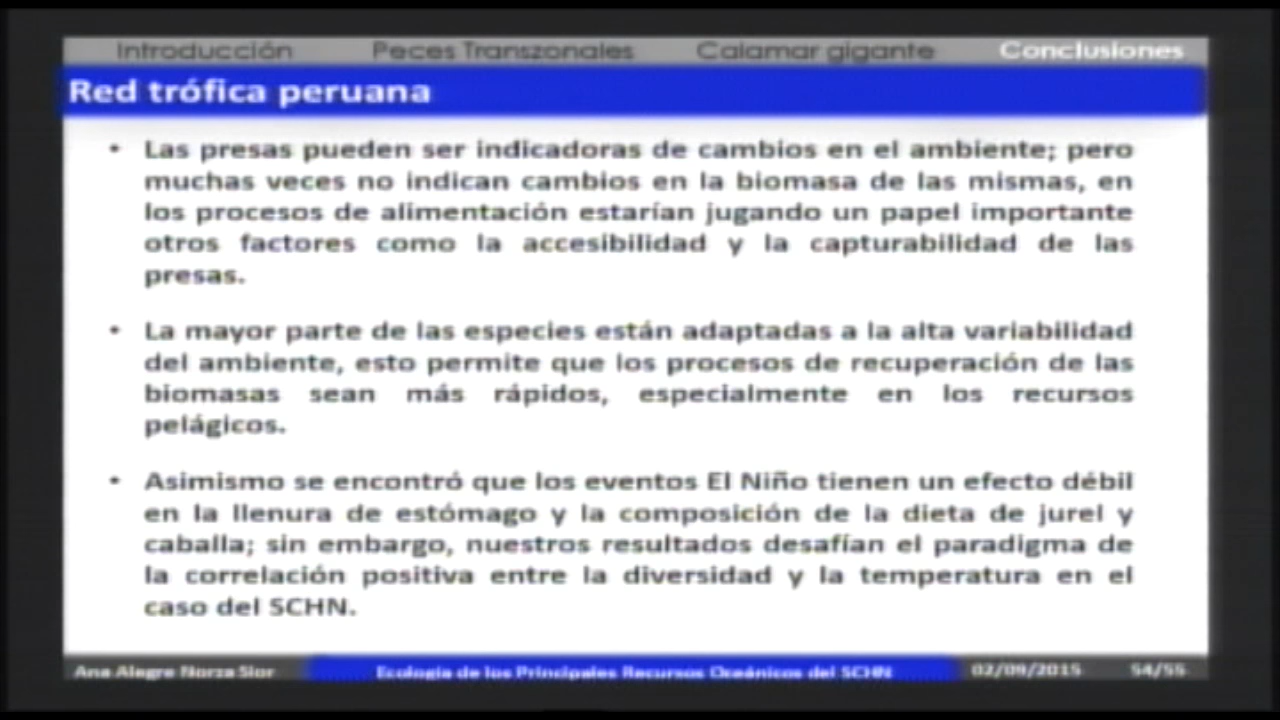 Introducción Peces Transzonales Calamar gigante Conclusiones
Red trófica peruana
• Las presas pueden ser indicadoras de cambios en el ambiente; pero
muchas veces no indican cambios en la biomasa de las mismas, en
los procesos de alimentación estarían jugando un papel importante
otros factores como la accesibilidad y la capturabilidad de las
presas.
• La mayor parte de las especies están adaptadas a la alta variabilidad
del ambiente, esto permite que los procesos de recuperación de las
biomasas sean más rápidos, especialmente en los recursos
pelágicos.
• Asimismo se encontró que los eventos El Niño tienen un efecto débil
en la llenura de estómago y la composición de la dieta de jurel y
caballa; sin embargo, nuestros resultados desafían el paradigma de
la correlación positiva entre la diversidad y la temperatura en el
caso del SCHN.
Ana Alegre Norza Sior Ecología de los Principales Recursos Oceánicos del SCHN 02/09/2015 54/55